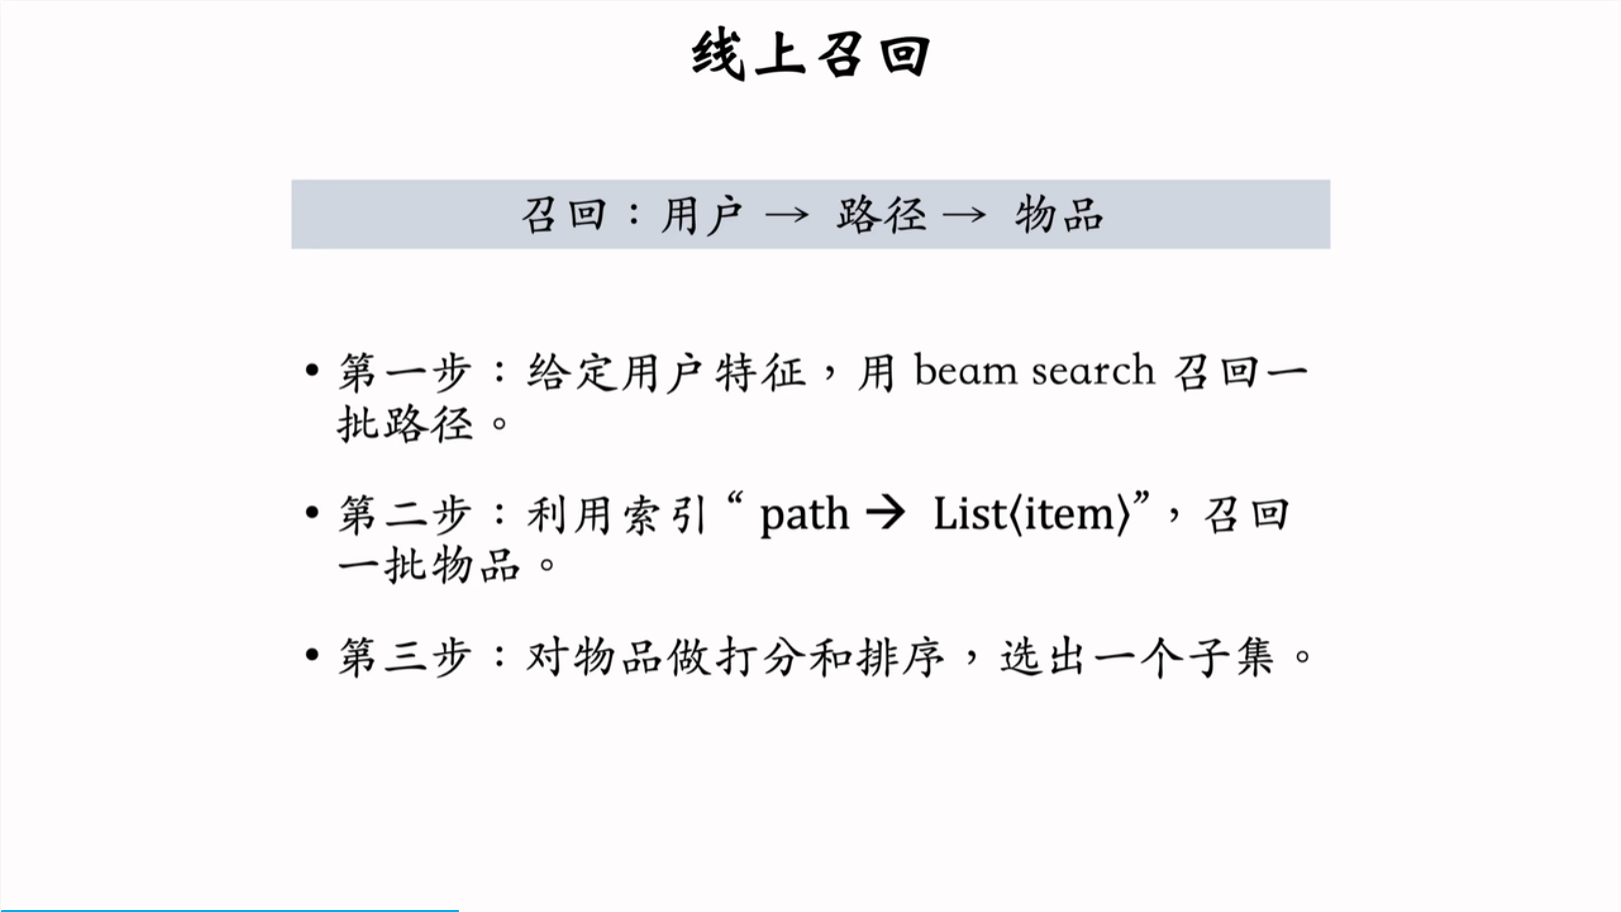 线上召回
召回：用户 → 路径 → 物品
• 第一步：给定用户特征，用 beam search 召回一
批路径。
• 第二步：利用索引“ path → List⟨item⟩”，召回
一批物品。
• 第三步：对物品做打分和排序，选出一个子集。